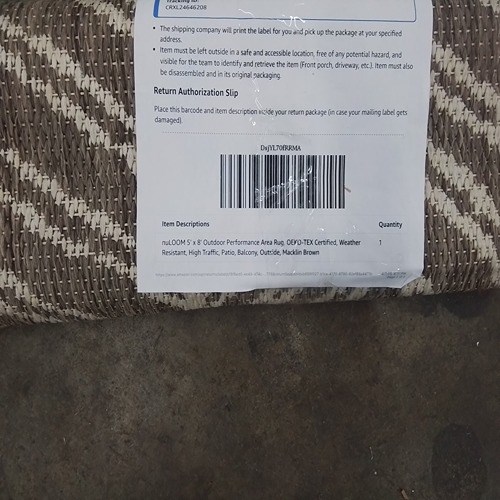 Tracking ID:
CRXL24646208
• The shipping company will print the label for you and pick up the package at your specified
address.
• Item must be left outside in a safe and accessible location, free of any potential hazard, and
visible for the team to identify and retrieve the item (Front porch, driveway, etc.). Item must also
be disassembled and in its original packaging.
Return Authorization Slip
Place this barcode and item description inside your return package (in case your mailing label gets
damaged).
Item Descriptions Quantity
nuLOOM 5' x 8' Outdoor Performance Area Rug, OEKO-TEX Certified, Weather 1
Resistant, High Traffic, Patio, Balcony, Outside, Macklin Brown